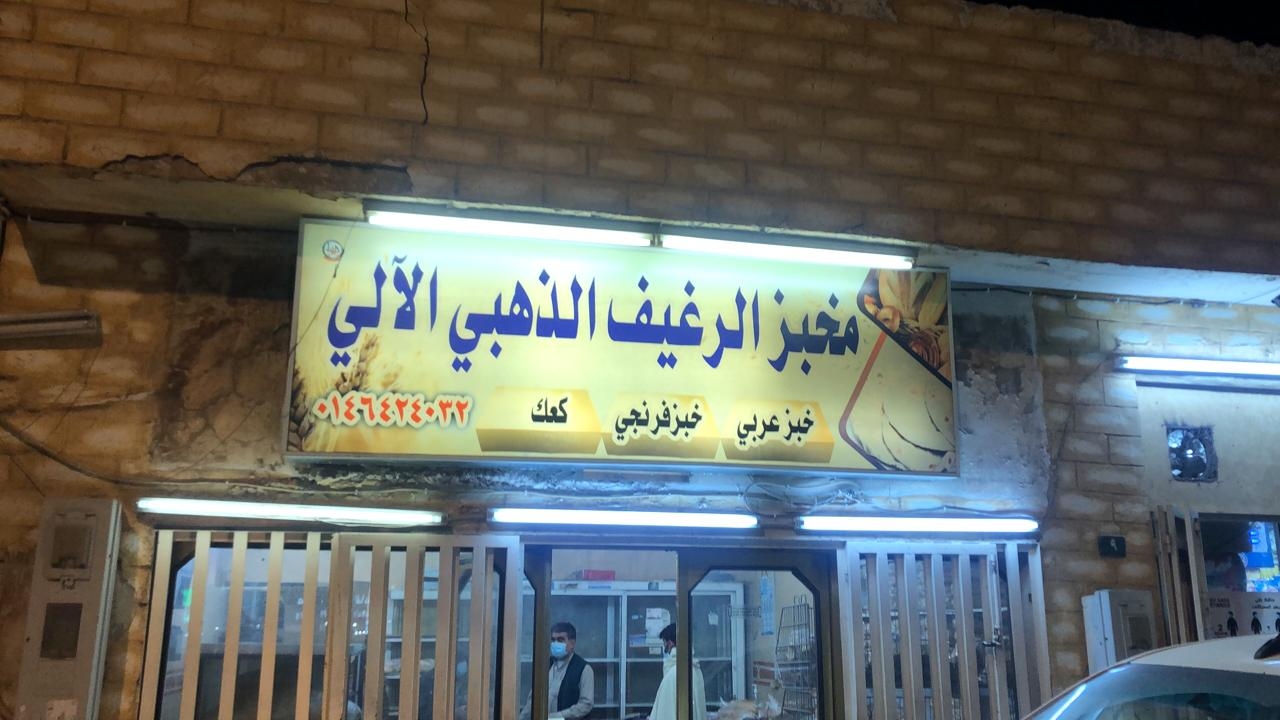 مخبز الرغيف الذهبي الآلي
خبز عربي
خبز فرنجي
كعك
٠١٤٦٤٢٤٠٣٢